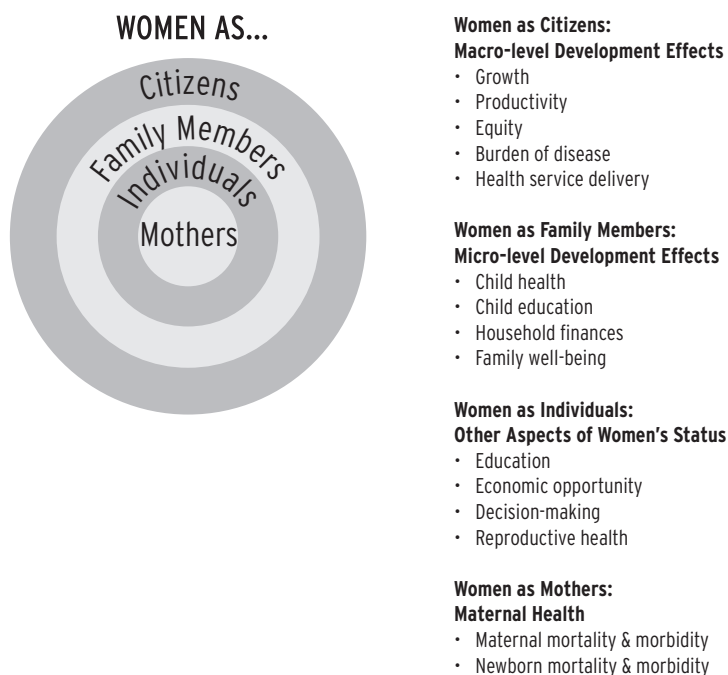 WOMEN AS...
Citizens
Family Members
Individuals
Mothers
Women as Citizens:
Macro-level Development Effects
• Growth
• Productivity
• Equity
• Burden of disease
• Health service delivery
Women as Family Members:
Micro-level Development Effects
• Child health
• Child education
• Household finances
• Family well-being
Women as Individuals:
Other Aspects of Women's Status
• Education
• Economic opportunity
• Decision-making
• Reproductive health
Women as Mothers:
Maternal Health
• Maternal mortality & morbidity
• Newborn mortality & morbidity